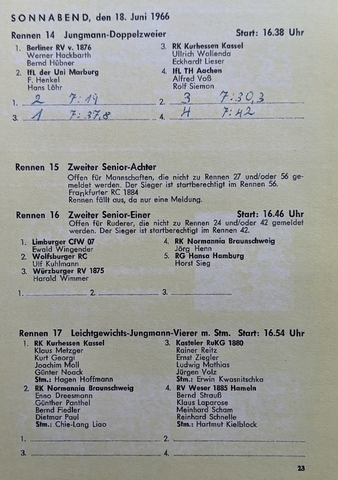 SONNABEND, den 18. Juni 1966
Rennen 14 Jungmann-Doppelzweier Start: 16.38 Uhr
1. Berliner RV v. 1876
Werner Hackbarth
Bernd Hübner
2. IfL der Uni Marburg
F. Henkel
Hans Löhr
3. RK Kurhessen Kassel
Ullrich Walienda
Eckhardt Lieser
4. IfL TH Aachen
Alfred Voß
Rolf Siemon
1. 2 7:19 2. 3 7:30,3
3. 1 7:37,8 4. 4 7:42
Rennen 15 Zweiter Senior-Achter
Offen für Mannschaften, die nicht zu Rennen 27 und/oder 56 ge-
meldet werden. Der Sieger ist startberechtigt im Rennen 56.
Frankfurter RC 1884
Rennen fällt aus, da nur eine Meldung.
Rennen 16 Zweiter Senior-Einer Start: 16.46 Uhr
Offen für Ruderer, die nicht zu Rennen 24 und/oder 42 gemeldet
werden. Der Sieger ist startberechtigt im Rennen 42.
1. Limburger CfW 07
Ewald Wingender
2. Wolfsburger RC
Ulf Kuhlmann
3. Würzburger RV 1875
Harald Wimmer
4. RK Normannia Braunschweig
Jörg Henn
5. RG Hansa Hamburg
Horst Sieg
1. 2. 3.
Rennen 17 Leichtgewichts-Jungmann-Vierer m. Stm. Start: 16.54 Uhr
1. RK Kurhessen Kassel
Klaus Metzger
Kurt Georgi
Joachim Moll
Günter Noack
Stm.: Hagen Hoffmann
2. RK Normannia Braunschweig
Enno Dreesmann
Günther Panthel
Bernd Fiedler
Dietmar Paul
Stm.: Chie-Lang Liao
3. Kasteler RuKG 1880
Rainer Reitz
Ernst Ziegler
Ludwig Mathias
Jürgen Volz
Stm.: Erwin Kwasnitschka
4. RV Weser 1885 Hameln
Bernd Strauß
Klaus Laparose
Meinhard Scham
Reinhard Schnelle
Stm.: Hartmut Kielblock
1. 2.
3. 4.
23